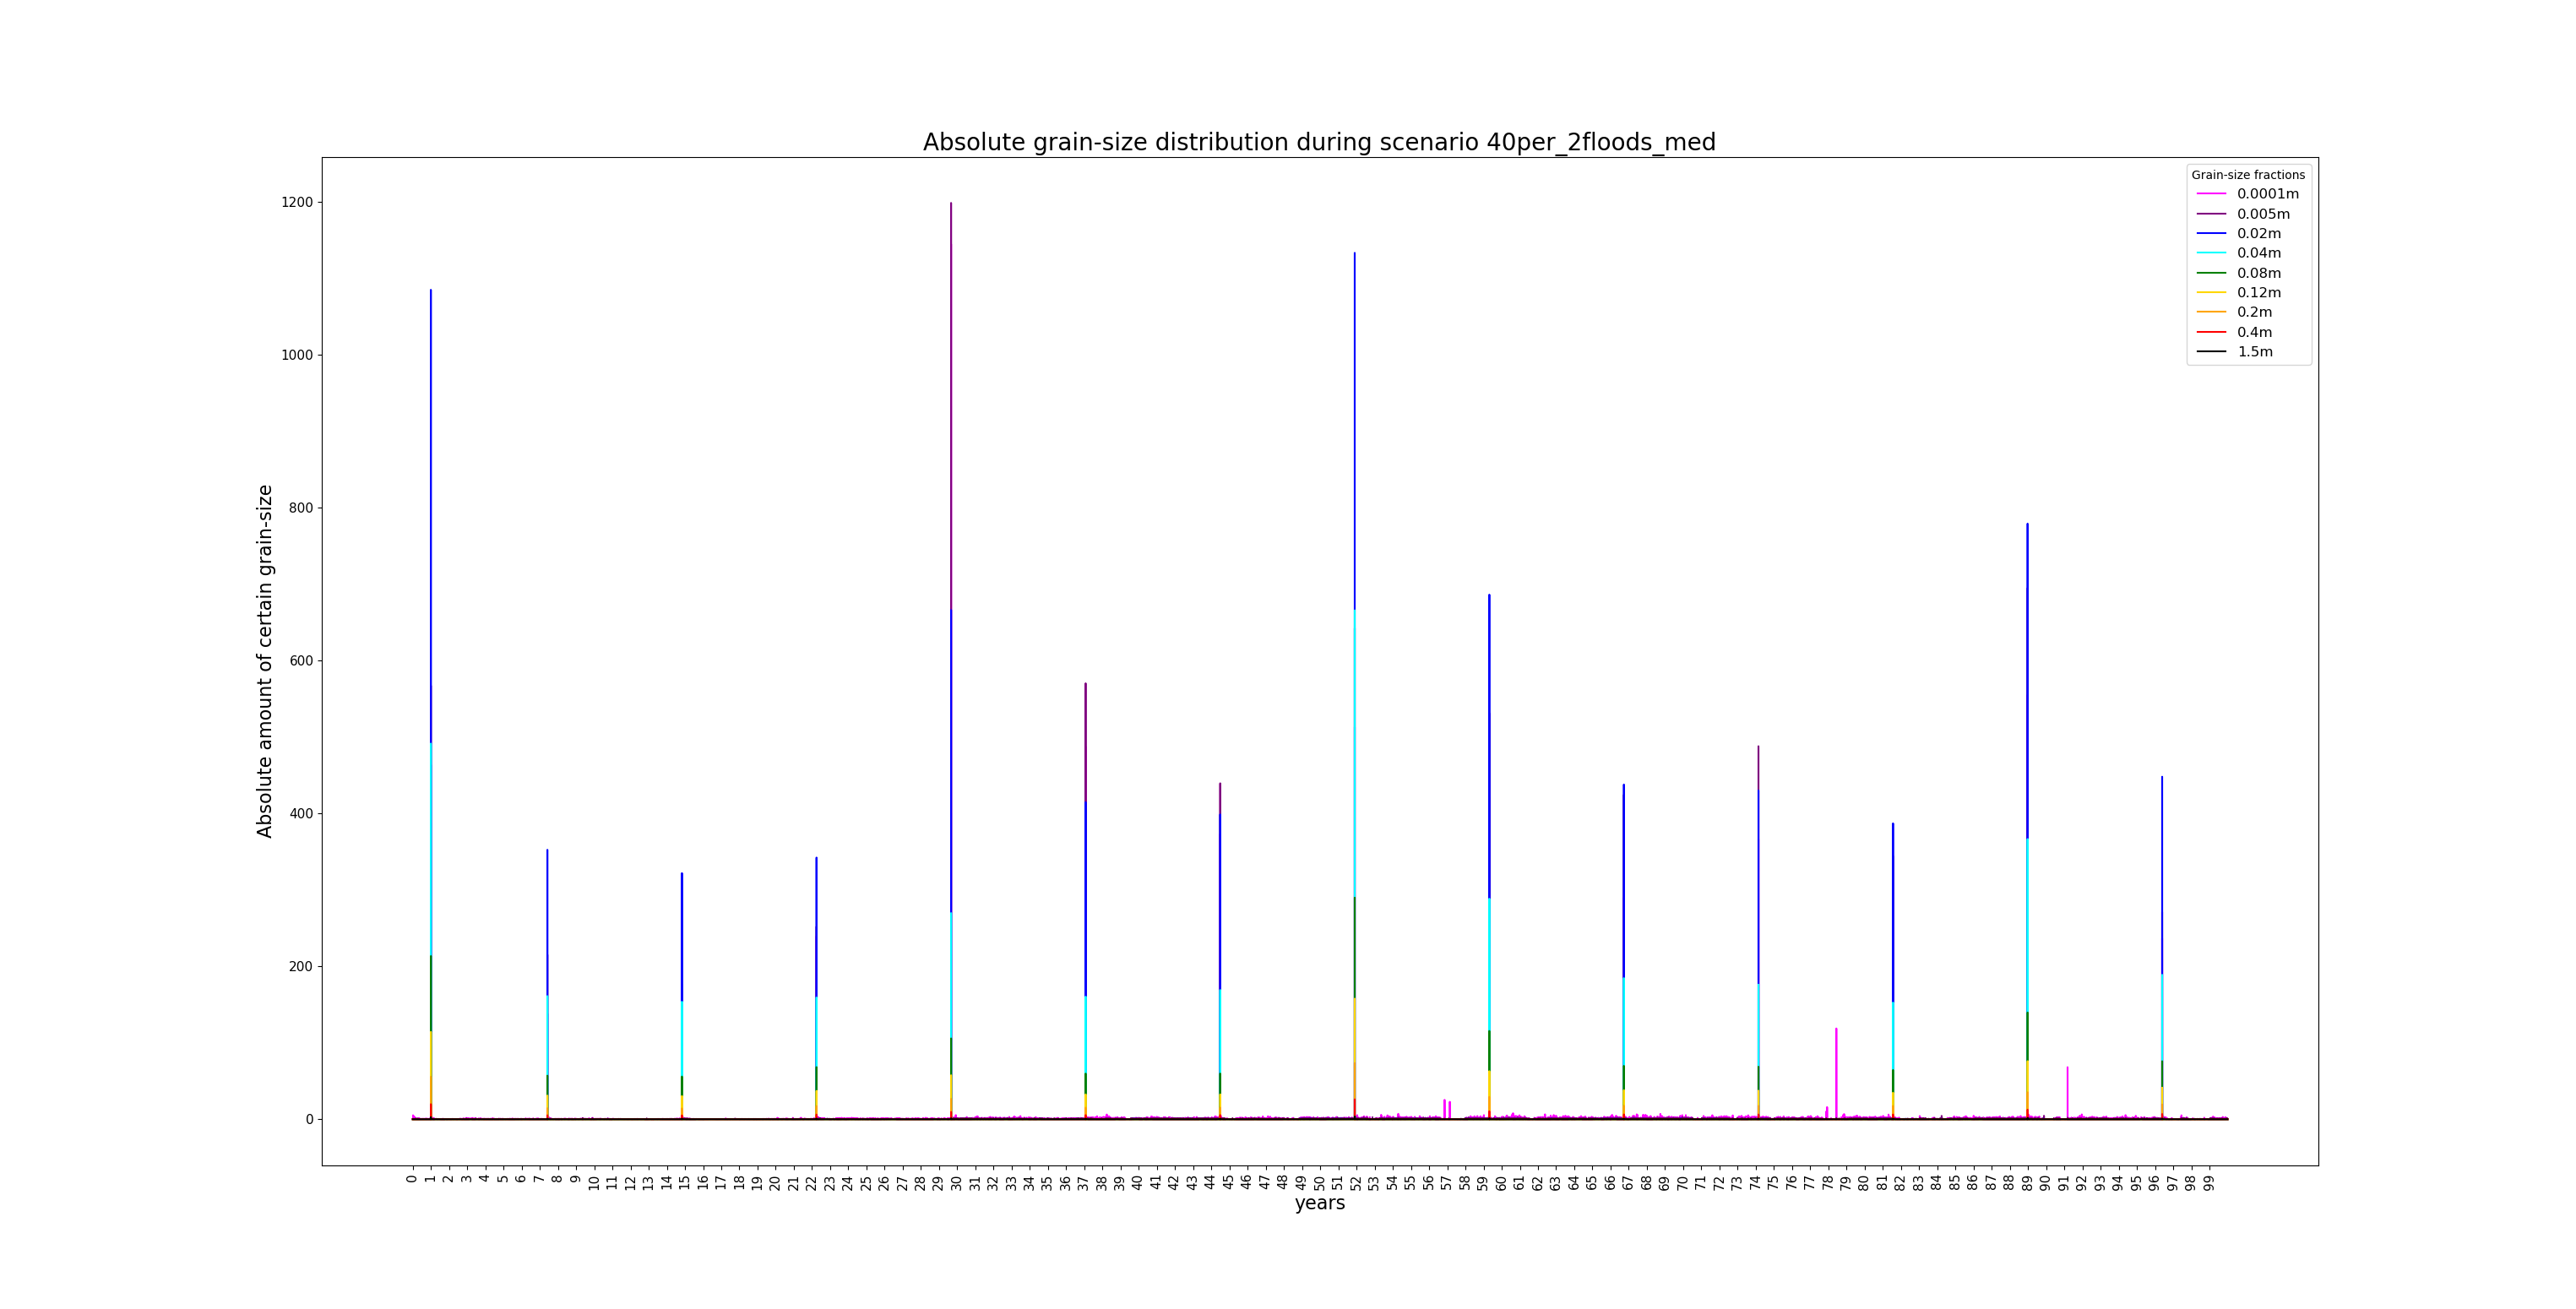 Absolute grain-size distribution during scenario 40per_2floods_med
Grain-size fractions
0.0001m
0.005m
0.02m
0.04m
0.08m
0.12m
0.2m
0.4m
1.5m
1200
1000
800
600
400
200
0
Absolute amount of certain grain-size
0 1 2 3 4 5 6 7 8 9 10 11 12 13 14 15 16 17 18 19 20 21 22 23 24 25 26 27 28 29 30 31 32 33 34 35 36 37 38 39 40 41 42 43 44 45 46 47 48 49 50 51 52 53 54 55 56 57 58 59 60 61 62 63 64 65 66 67 68 69 70 71 72 73 74 75 76 77 78 79 80 81 82 83 84 85 86 87 88 89 90 91 92 93 94 95 96 97 98 99
years